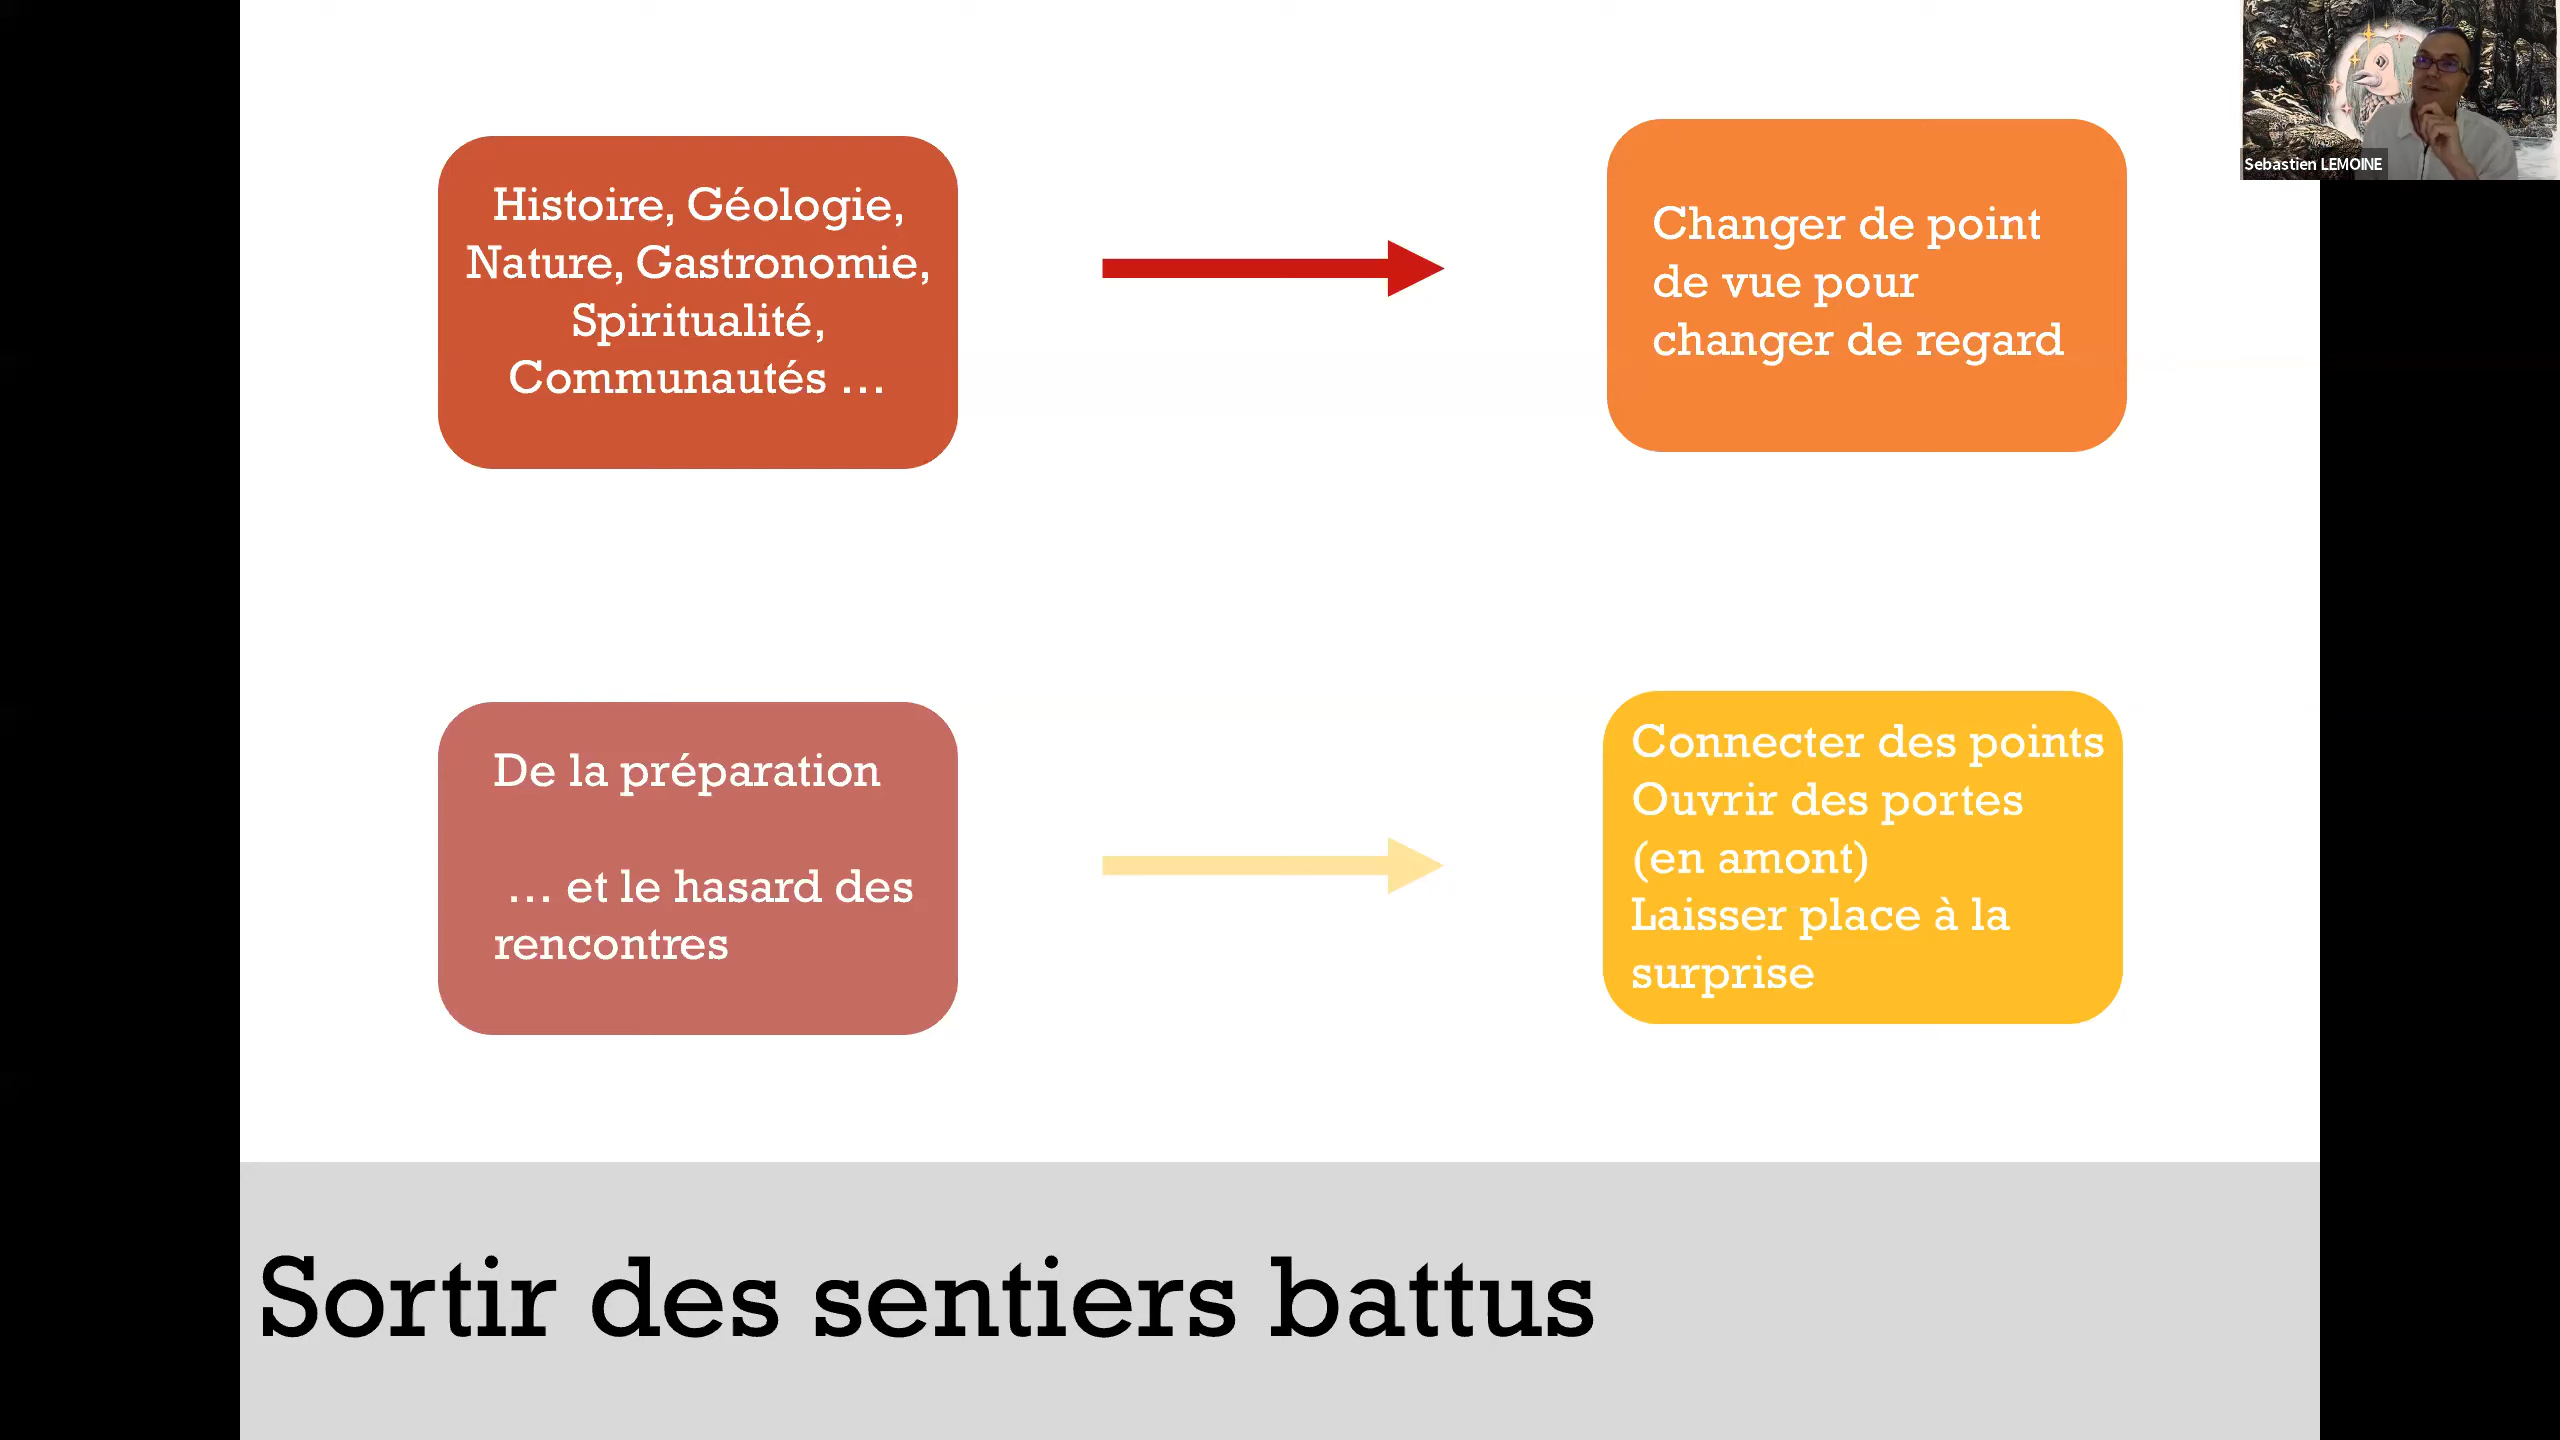 Histoire, Géologie,
Nature, Gastronomie,
Spiritualité,
Communautés ...
Changer de point
de vue pour
changer de regard
Sebastien LEMOINE
De la préparation
... et le hasard des
rencontres
Connecter des points
Ouvrir des portes
(en amont)
Laisser place à la
surprise
Sortir des sentiers battus